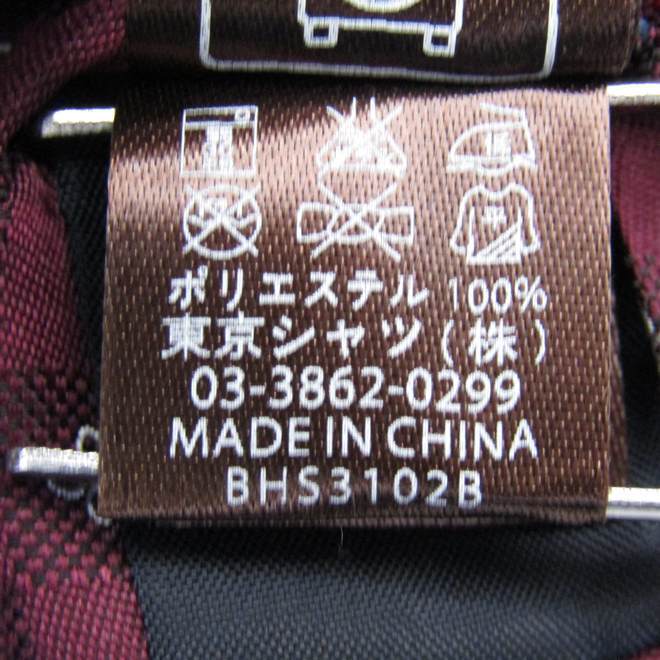 平
ポリエステル 100%
東京シャツ(株)
03-3862-0299
MADE IN CHINA
BHS3102B